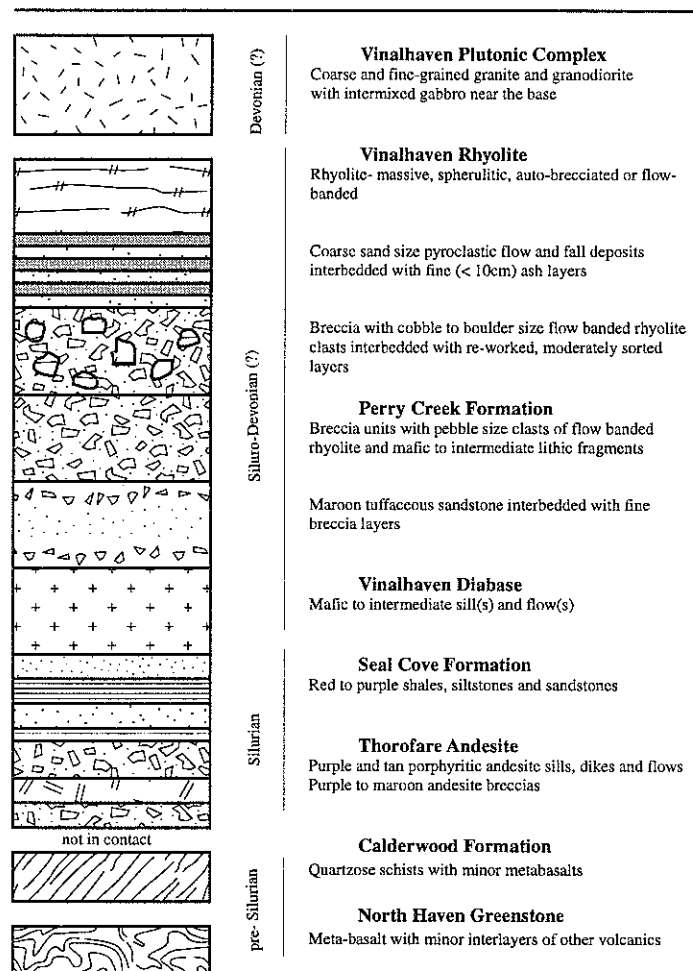 Devonian (?)
Vinalhaven Plutonic Complex
Coarse and fine-grained granite and granodiorite
with intermixed gabbro near the base
Siluro-Devonian (?)
Vinalhaven Rhyolite
Rhyolite- massive, spherulitic, auto-brecciated or flow-
banded
Coarse sand size pyroclastic flow and fall deposits
interbedded with fine (< 10cm) ash layers
Breccia with cobble to boulder size flow banded rhyolite
clasts interbedded with re-worked, moderately sorted
layers
Perry Creek Formation
Breccia units with pebble size clasts of flow banded
rhyolite and mafic to intermediate lithic fragments
Maroon tuffaceous sandstone interbedded with fine
breccia layers
Vinalhaven Diabase
Mafic to intermediate sill(s) and flow(s)
Silurian
Seal Cove Formation
Red to purple shales, siltstones and sandstones
Thorofare Andesite
Purple and tan porphyritic andesite sills, dikes and flows
Purple to maroon andesite breccias
not in contact
pre- Silurian
Calderwood Formation
Quartzose schists with minor metabasalts
North Haven Greenstone
Meta-basalt with minor interlayers of other volcanics